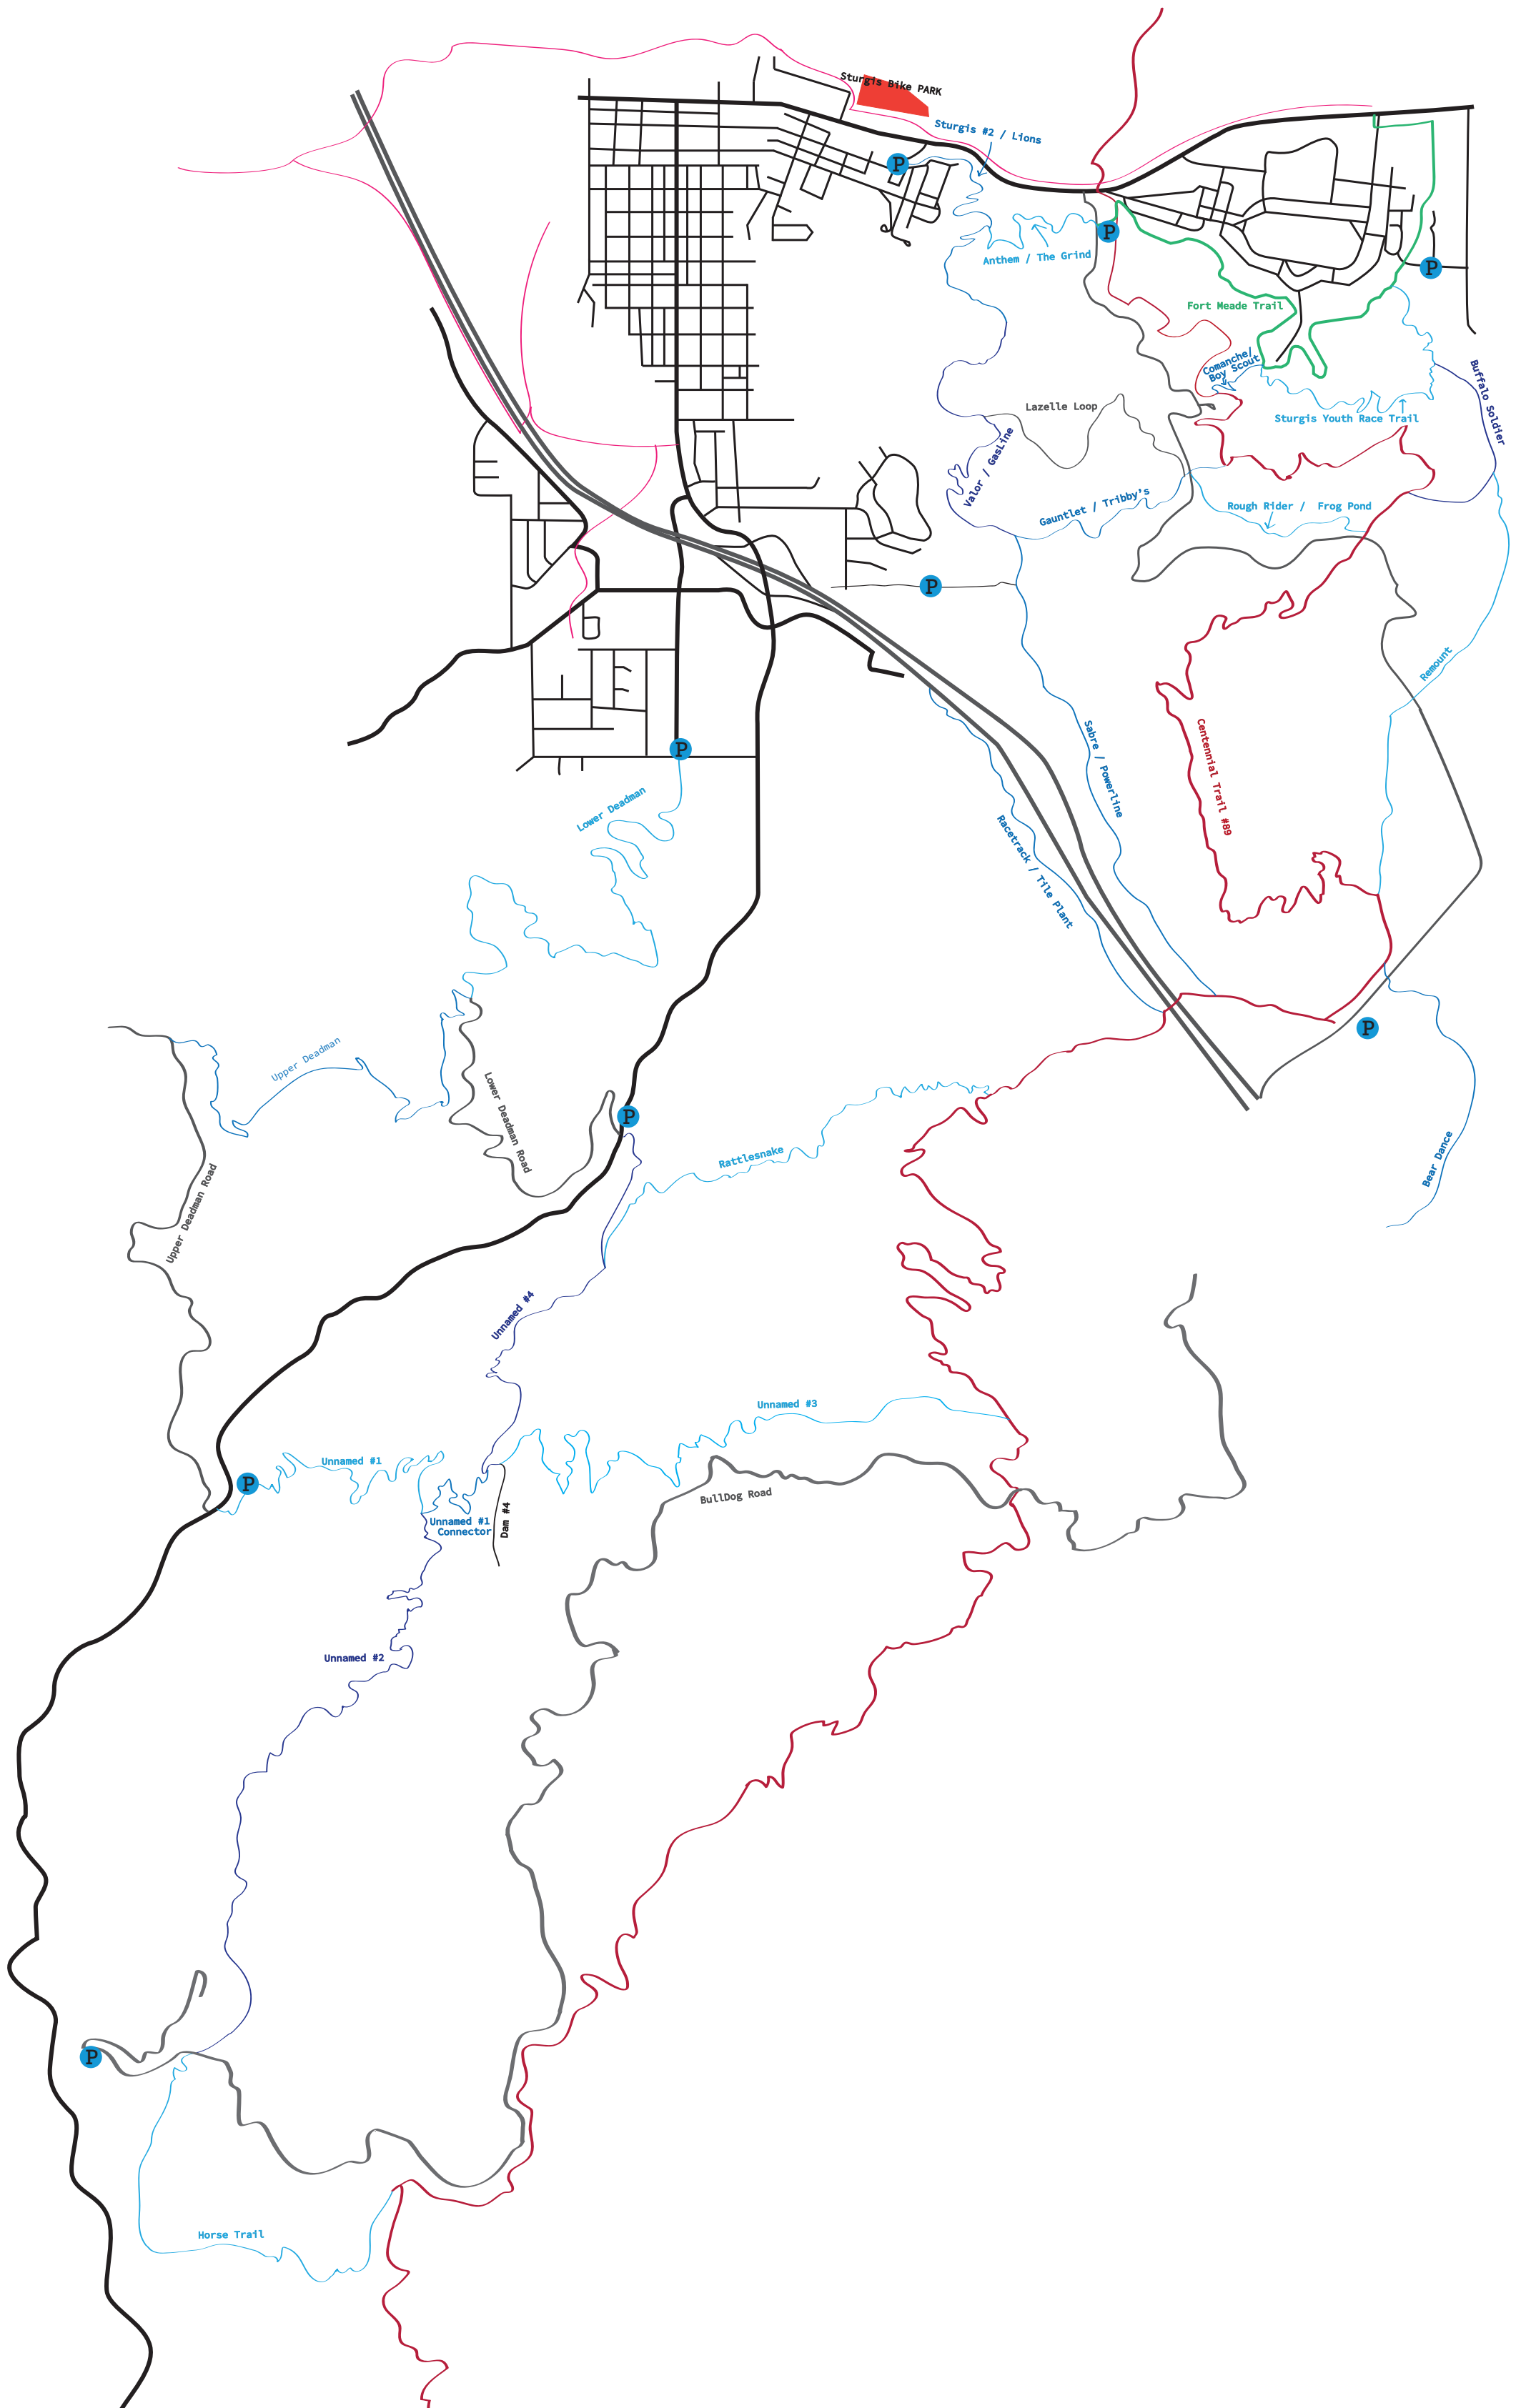 Sturgis Bike PARK
Sturgis #2 / Lions
P
P
Anthem / The Grind
P
Fort Meade Trail
Comanche/
Boy Scout
Buffalo Soldier
Lazelle Loop
Sturgis Youth Race Trail
Valor / Gasline
Gauntlet / Tribby's
Rough Rider / Frog Pond
P
Remount
P
Sabre / Powerline
Centennial Trail #89
Lower Deadman
Racetrack / Tile Plant
P
Upper Deadman
Lower Deadman Road
P
Rattlesnake
Bear Dance
Upper Deadman Road
Unnamed #4
Unnamed #3
Unnamed #1
P
BullDog Road
Unnamed #1
Connector
Dam #4
Unnamed #2
P
Horse Trail